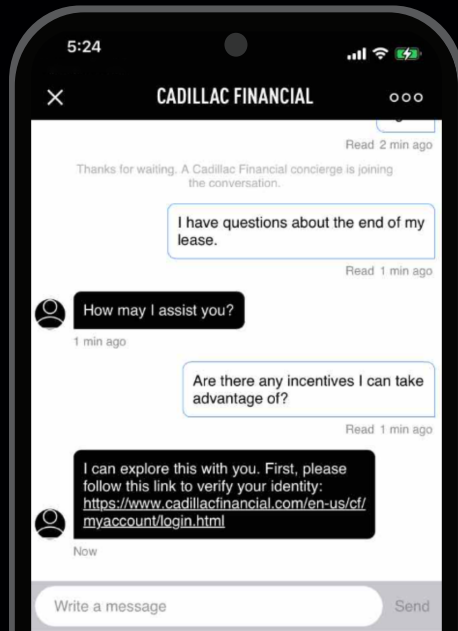 5:24
CADILLAC FINANCIAL
Read 2 min ago
Thanks for waiting. A Cadillac Financial concierge is joining
the conversation.
I have questions about the end of my
lease.
Read 1 min ago
How may I assist you?
1 min ago
Are there any incentives I can take
advantage of?
Read 1 min ago
I can explore this with you. First, please
follow this link to verify your identity:
https://www.cadillacfinancial.com/en-us/cf/
myaccount/login.html
Now
Write a message
Send